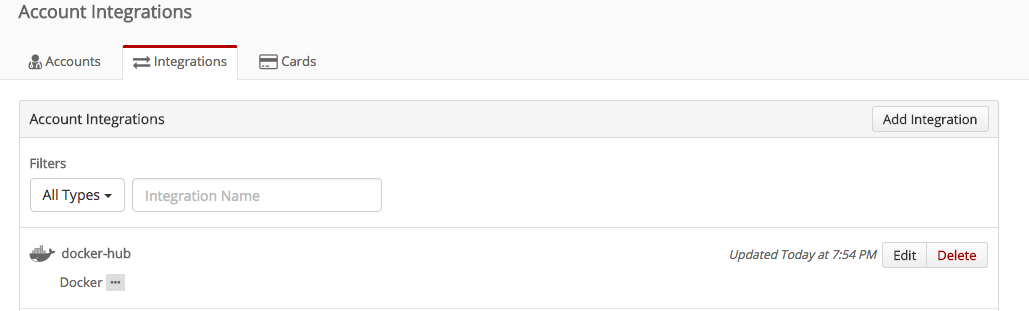 Account Integrations
Accounts Integrations Cards
Account Integrations Add Integration
Filters
All Types Integration Name
docker-hub Updated Today at 7:54 PM Edit Delete
Docker ···